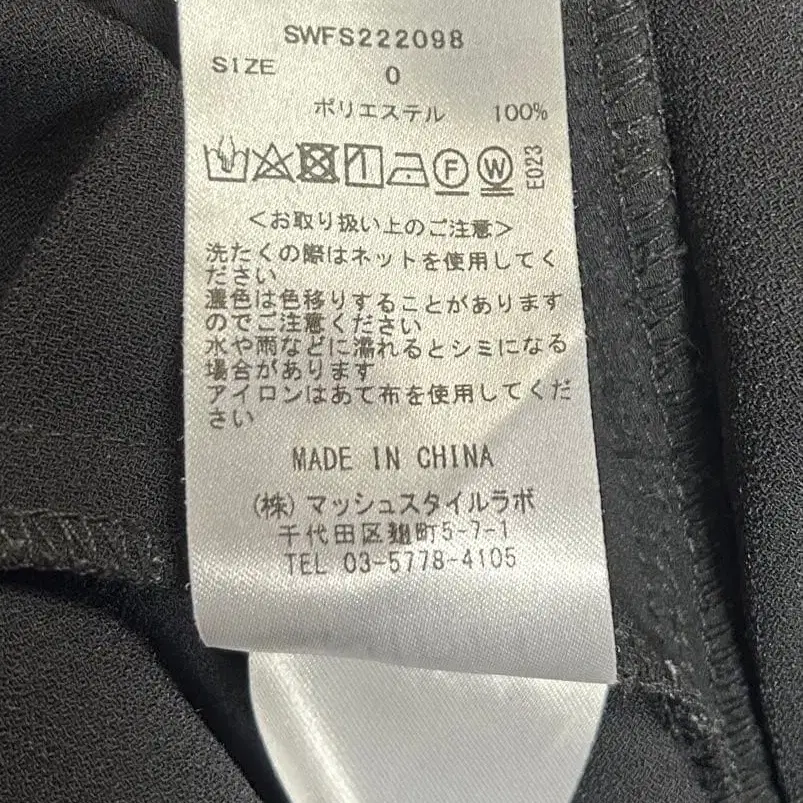 SWFS222098
SIZE 0
ポリエステル 100%
F W E023
<お取り扱い上のご注意>
洗たくの際はネットを使用してく
ださい
濃色は色移りすることがあります
のでご注意ください
水や雨などに濡れるとシミになる
場合があります
アイロンはあて布を使用してくだ
さい
MADE IN CHINA
(株)マッシュスタイルラボ
千代田区麹町5-7-1
TEL 03-5778-4105